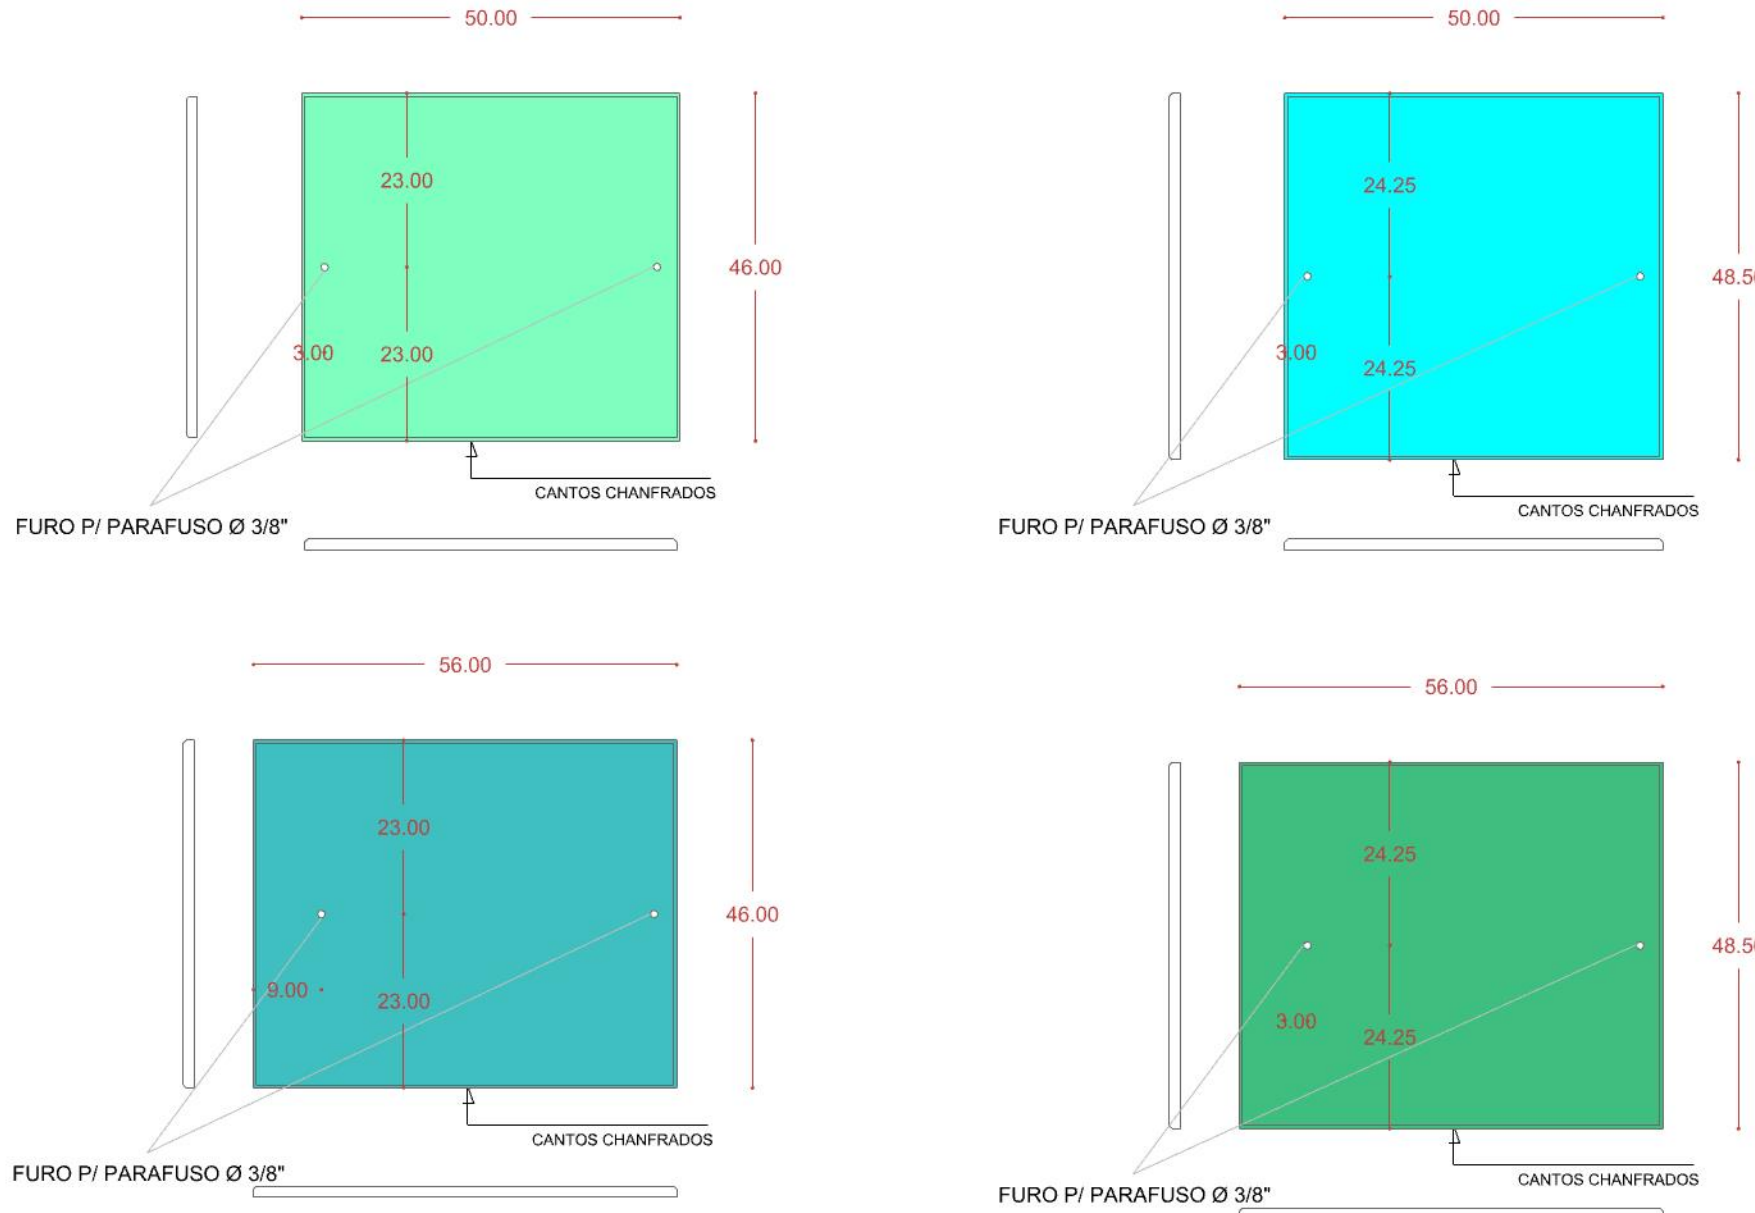 50.00
23.00
46.00
3.00
23.00
CANTOS CHANFRADOS
FURO P/ PARAFUSO Ø 3/8"
50.00
24.25
48.50
3.00
24.25
CANTOS CHANFRADOS
FURO P/ PARAFUSO Ø 3/8"
56.00
23.00
46.00
9.00
23.00
CANTOS CHANFRADOS
FURO P/ PARAFUSO Ø 3/8"
56.00
24.25
48.50
3.00
24.25
CANTOS CHANFRADOS
FURO P/ PARAFUSO Ø 3/8"